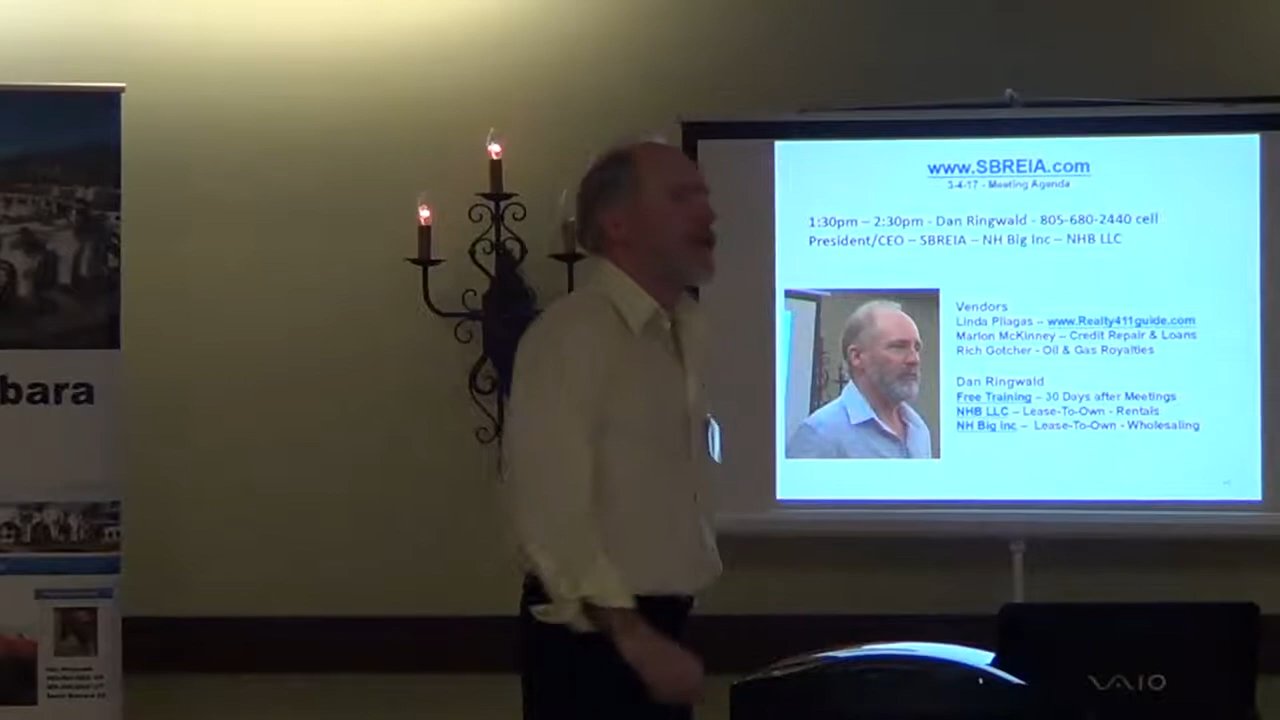 bara
www.SBREIA.com
3-4-17 - Meeting Agenda
1:30pm – 2:30pm - Dan Ringwald - 805-680-2440 cell
President/CEO – SBREIA – NH Big Inc – NHB LLC
Vendors
Linda Pliagas – www.Realty411guide.com
Marlon McKinney – Credit Repair & Loans
Rich Gotcher - Oil & Gas Royalties
Dan Ringwald
Free Training – 30 Days after Meetings
NHB LLC – Lease-To-Own - Rentals
NH Big Inc – Lease-To-Own - Wholesaling
VAIO